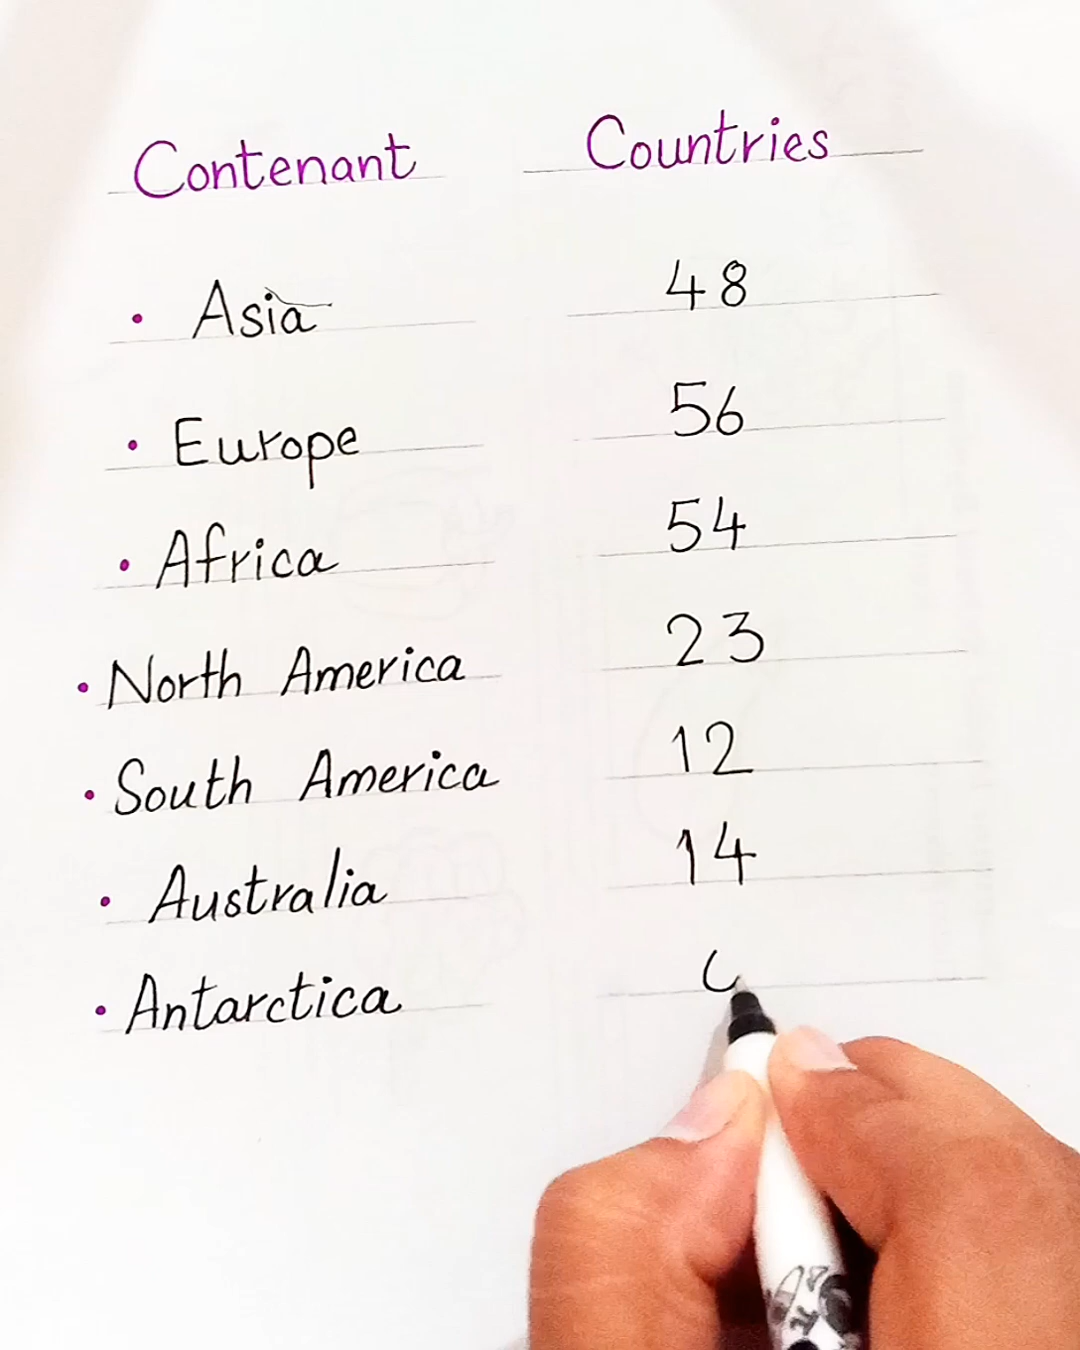 Contenant Countries
• Asia 48
• Europe 56
• Africa 54
• North America 23
• South America 12
• Australia 14
• Antarctica